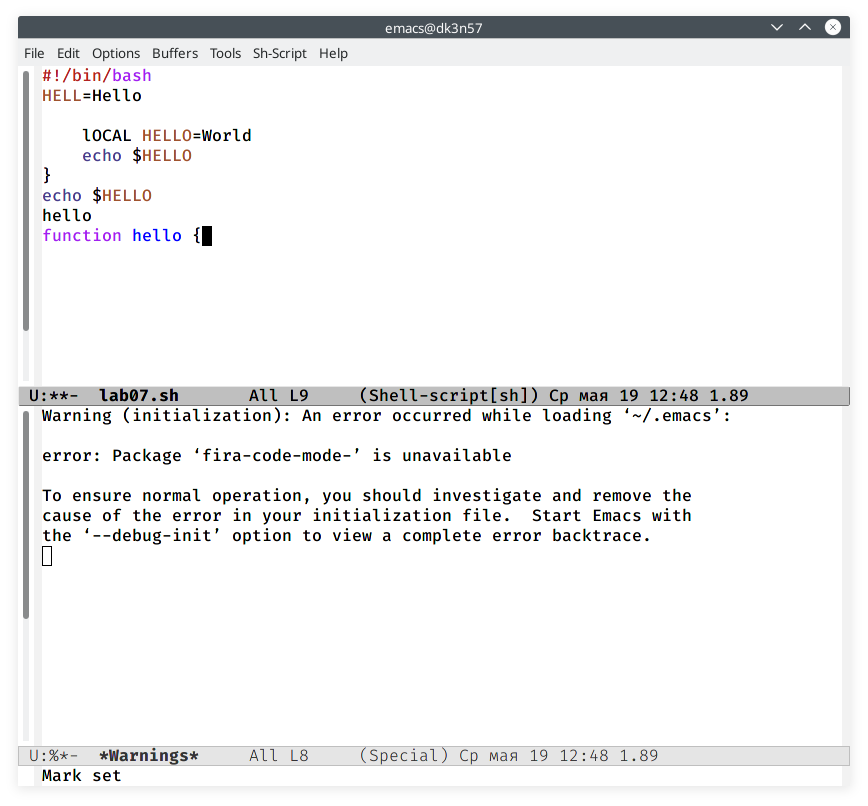 emacs@dk3n57
File Edit Options Buffers Tools Sh-Script Help
#!/bin/bash
HELL=Hello
    lOCAL HELLO=World
    echo $HELLO
}
echo $HELLO
hello
function hello {
U:**-  lab07.sh       All L9     (Shell-script[sh]) Ср мая 19 12:48 1.89
Warning (initialization): An error occurred while loading ‘~/.emacs’:
error: Package ‘fira-code-mode-’ is unavailable
To ensure normal operation, you should investigate and remove the
cause of the error in your initialization file.  Start Emacs with
the ‘--debug-init’ option to view a complete error backtrace.
U:%*-  *Warnings*     All L8     (Special) Ср мая 19 12:48 1.89
Mark set